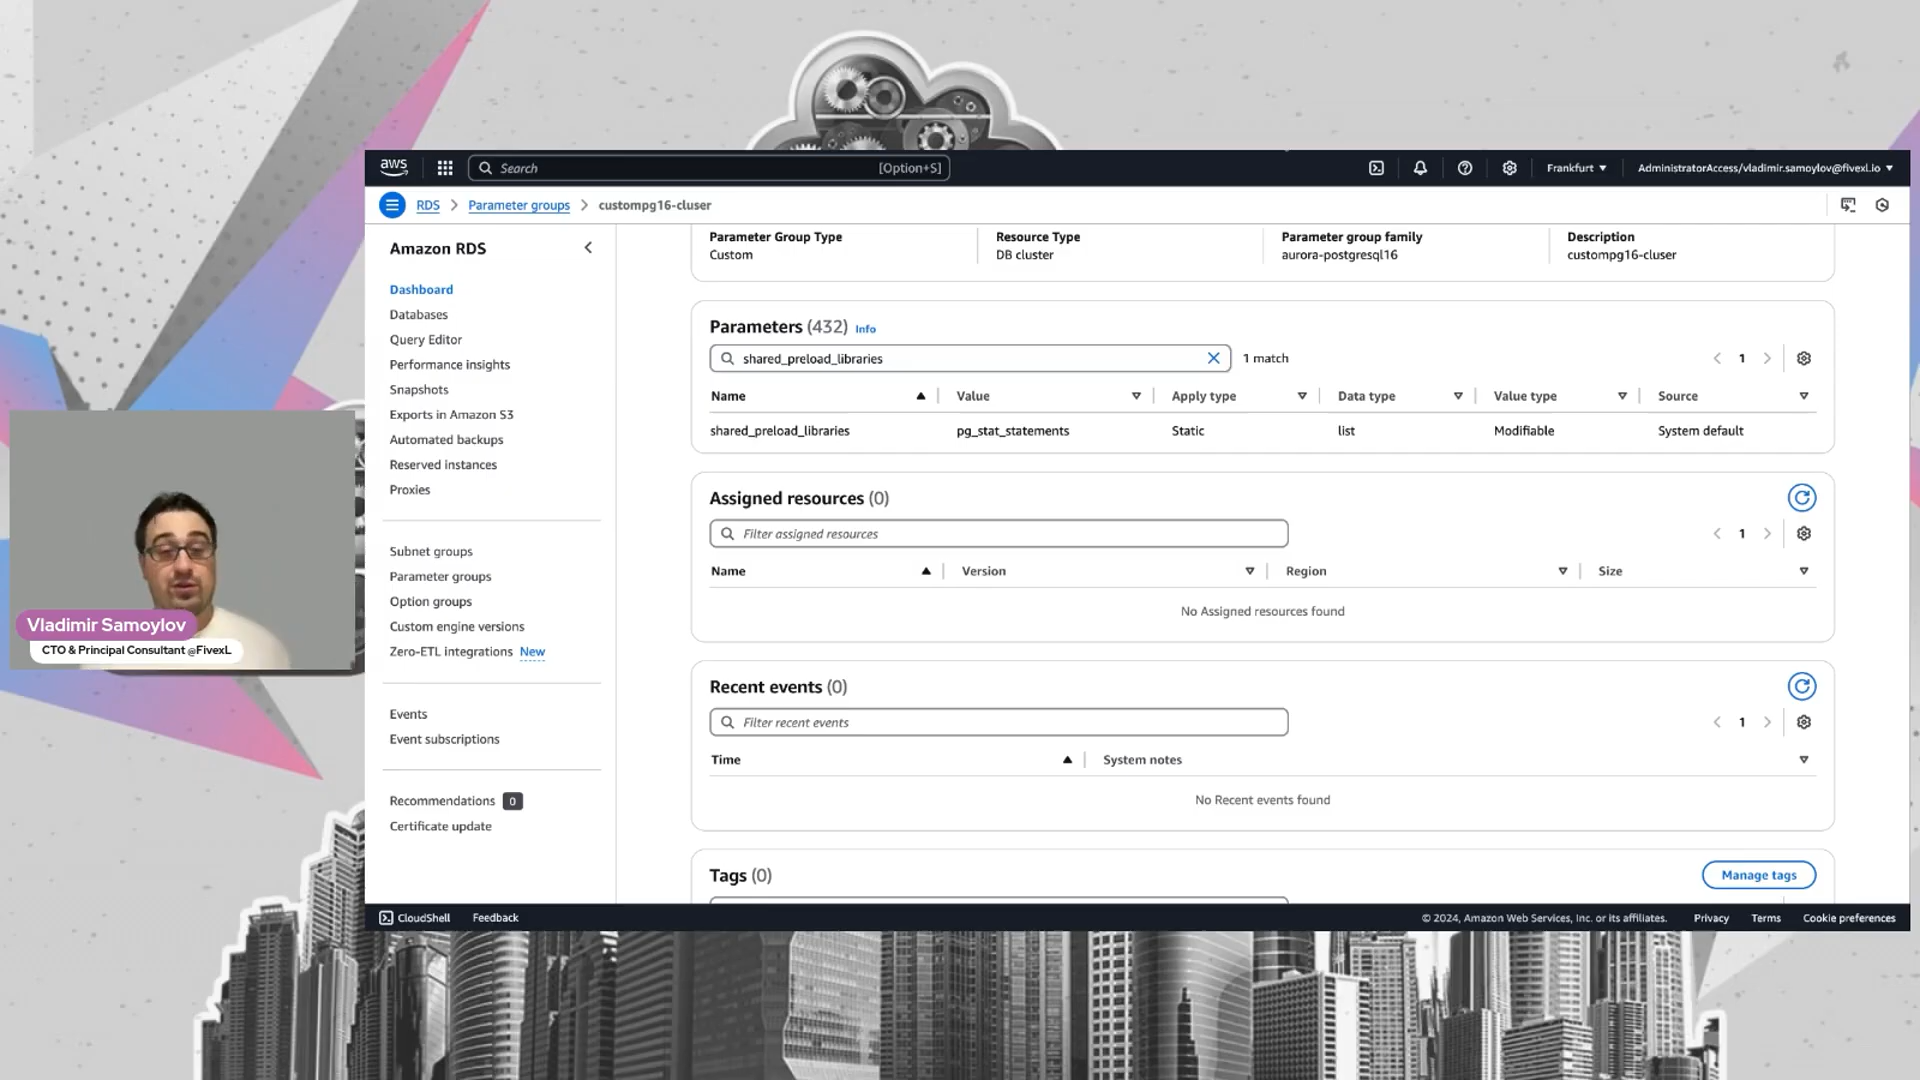 aws
Search
[Option+S]
Frankfurt
AdministratorAccess/vladimir.samoylov@fivexl.io
RDS
Parameter groups
custompg16-cluser
Amazon RDS
Dashboard
Databases
Query Editor
Performance insights
Snapshots
Exports in Amazon S3
Automated backups
Reserved instances
Proxies
Subnet groups
Parameter groups
Option groups
Custom engine versions
Zero-ETL integrations New
Events
Event subscriptions
Recommendations 0
Certificate update
Parameter Group Type
Custom
Resource Type
DB cluster
Parameter group family
aurora-postgresql16
Description
custompg16-cluser
Parameters (432) Info
shared_preload_libraries
1 match
1
Name Value Apply type Data type Value type Source
shared_preload_libraries pg_stat_statements Static list Modifiable System default
Assigned resources (0)
Filter assigned resources
1
Name Version Region Size
No Assigned resources found
Recent events (0)
Filter recent events
1
Time System notes
No Recent events found
Tags (0)
Manage tags
CloudShell Feedback
© 2024, Amazon Web Services, Inc. or its affiliates. Privacy Terms Cookie preferences
Vladimir Samoylov
CTO & Principal Consultant @FivexL